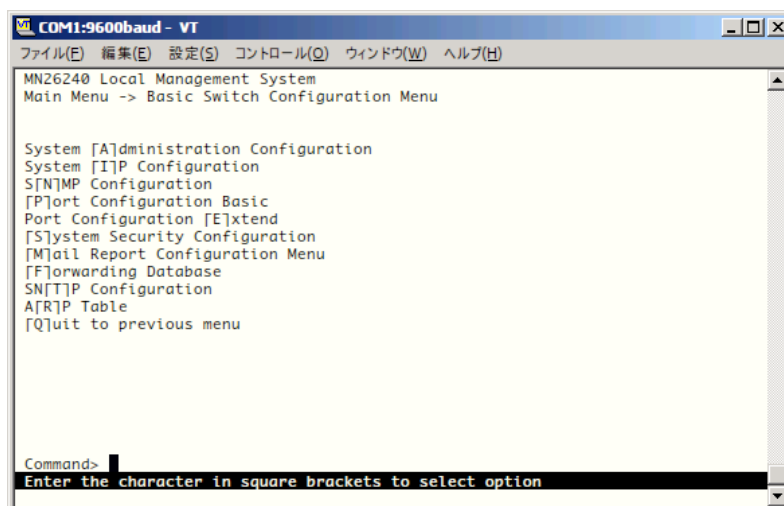 COM1:9600baud - VT
ファイル(F) 編集(E) 設定(S) コントロール(O) ウィンドウ(W) ヘルプ(H)
MN26240 Local Management System
Main Menu -> Basic Switch Configuration Menu
System [A]dministration Configuration
System [I]P Configuration
S[N]MP Configuration
[P]ort Configuration Basic
Port Configuration [E]xtend
[S]ystem Security Configuration
[M]ail Report Configuration Menu
[F]orwarding Database
SN[T]P Configuration
A[R]P Table
[Q]uit to previous menu
Command>
Enter the character in square brackets to select option